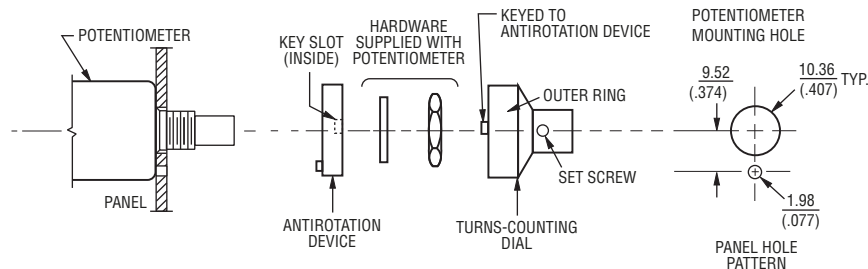 POTENTIOMETER
PANEL
KEY SLOT
(INSIDE)
ANTIROTATION
DEVICE
HARDWARE
SUPPLIED WITH
POTENTIOMETER
KEYED TO
ANTIROTATION DEVICE
OUTER RING
SET SCREW
TURNS-COUNTING
DIAL
POTENTIOMETER
MOUNTING HOLE
9.52
(.374)
10.36 TYP.
(.407)
1.98
(.077)
PANEL HOLE
PATTERN